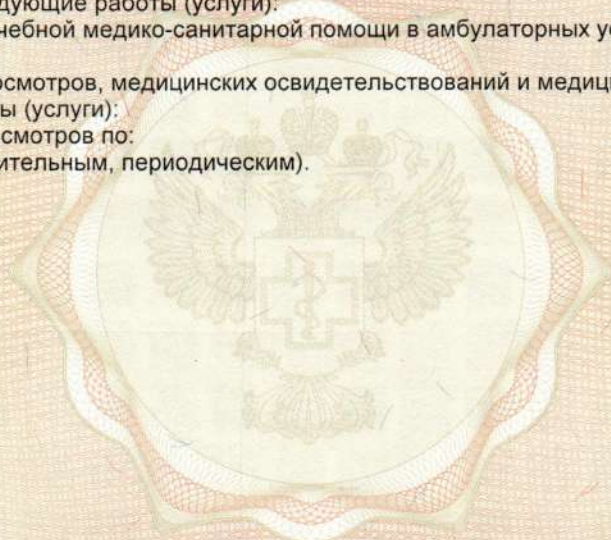 дующие работы (услуги):
чебной медико-санитарной помощи в амбулаторных ус
осмотров, медицинских освидетельствований и медици
ы (услуги):
смотров по:
ительным, периодическим).